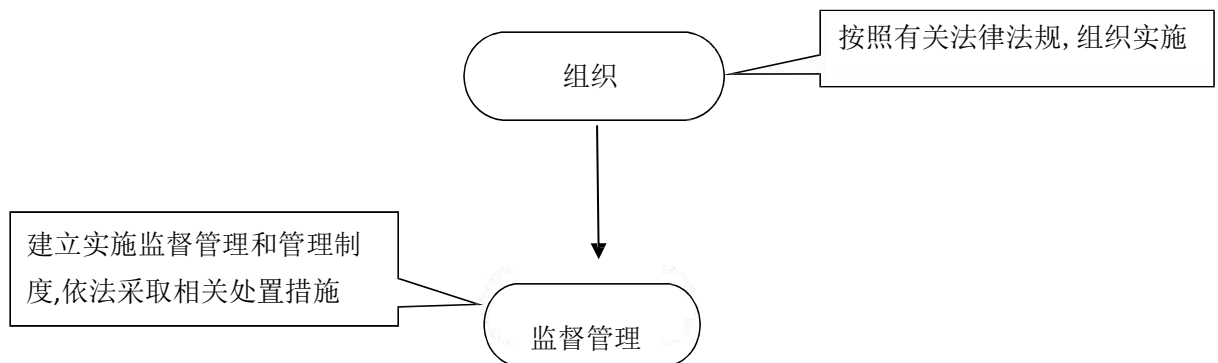 按照有关法律法规,组织实施
组织
建立实施监督管理和管理制
度,依法采取相关处置措施
监督管理